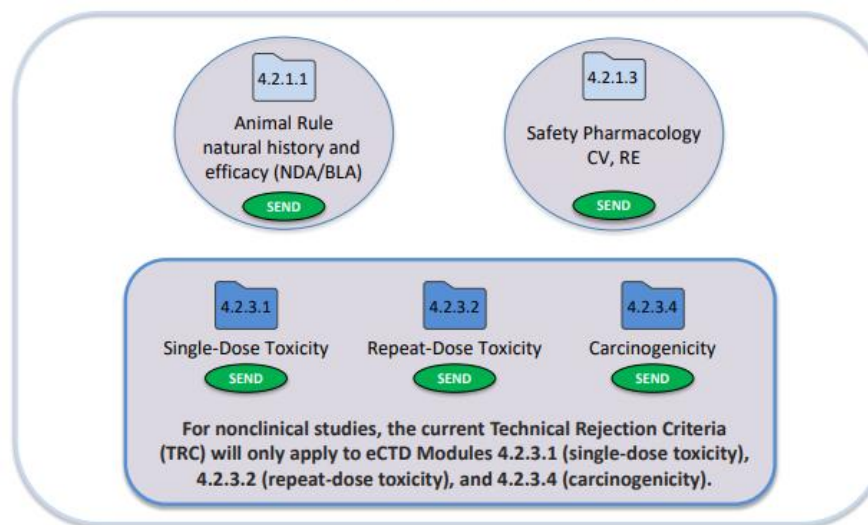 4.2.1.1
Animal Rule
natural history and
efficacy (NDA/BLA)
SEND
4.2.1.3
Safety Pharmacology
CV, RE
SEND
4.2.3.1
Single-Dose Toxicity
SEND
4.2.3.2
Repeat-Dose Toxicity
SEND
4.2.3.4
Carcinogenicity
SEND
For nonclinical studies, the current Technical Rejection Criteria
(TRC) will only apply to eCTD Modules 4.2.3.1 (single-dose toxicity),
4.2.3.2 (repeat-dose toxicity), and 4.2.3.4 (carcinogenicity).